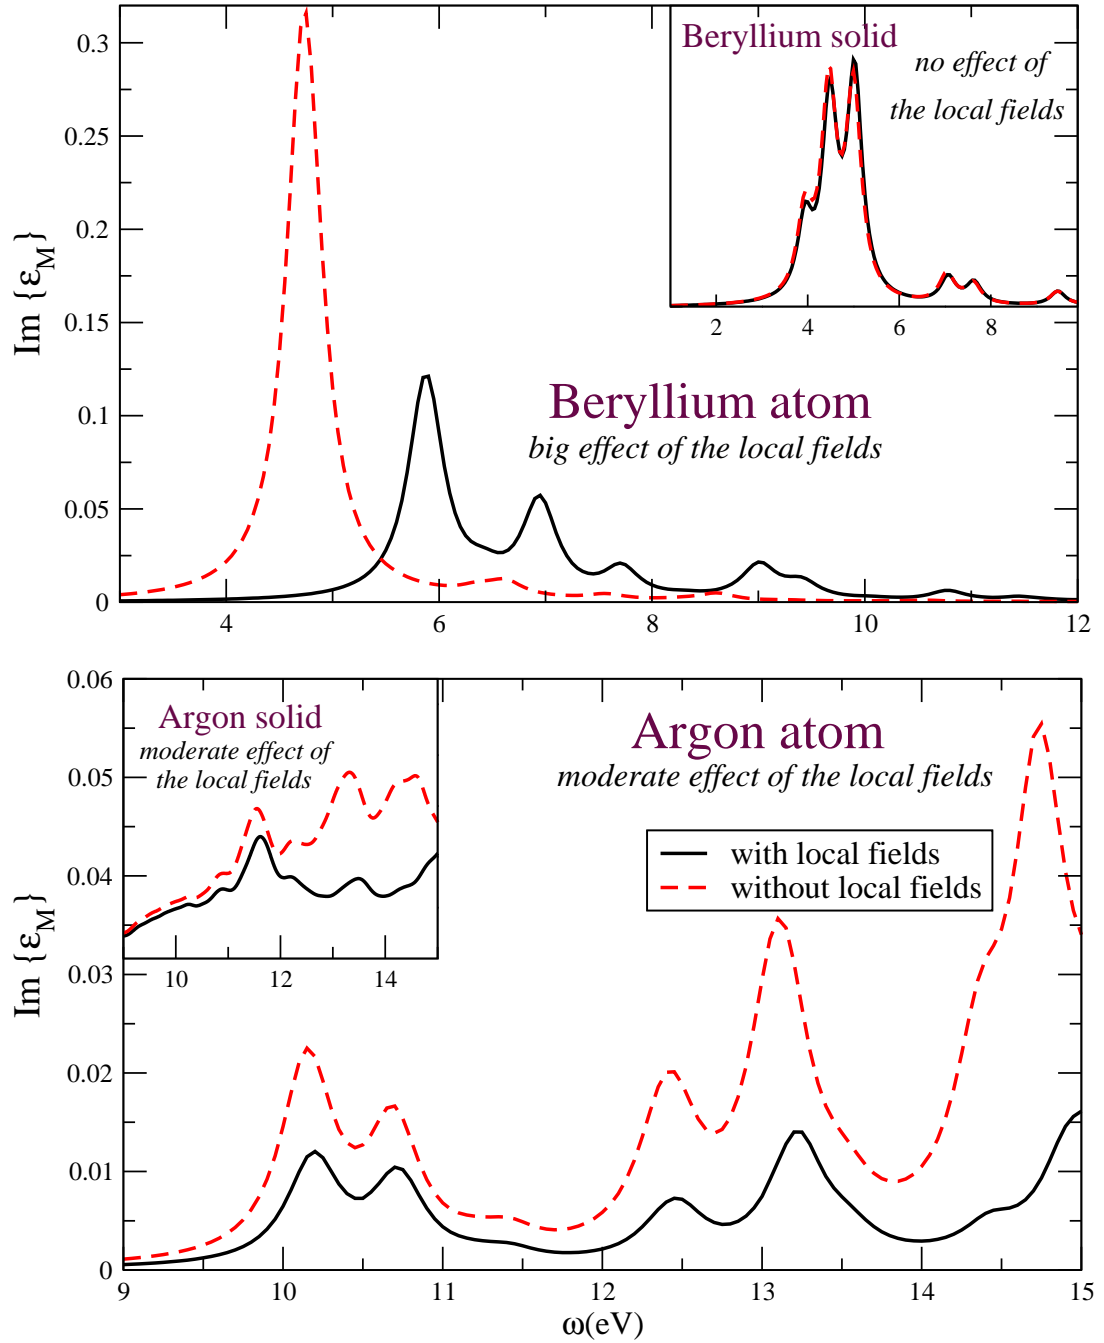 0.3
0.25
0.2
0.15
0.1
0.05
0
Im {ε_M}
4
6
8
10
12
Beryllium solid
no effect of
the local fields
2
4
6
8
Beryllium atom
big effect of the local fields
0.06
0.05
0.04
0.03
0.02
0.01
0
Im {ε_M}
Argon solid
moderate effect of
the local fields
10
12
14
Argon atom
moderate effect of the local fields
with local fields
without local fields
9
10
11
12
13
14
15
ω(eV)